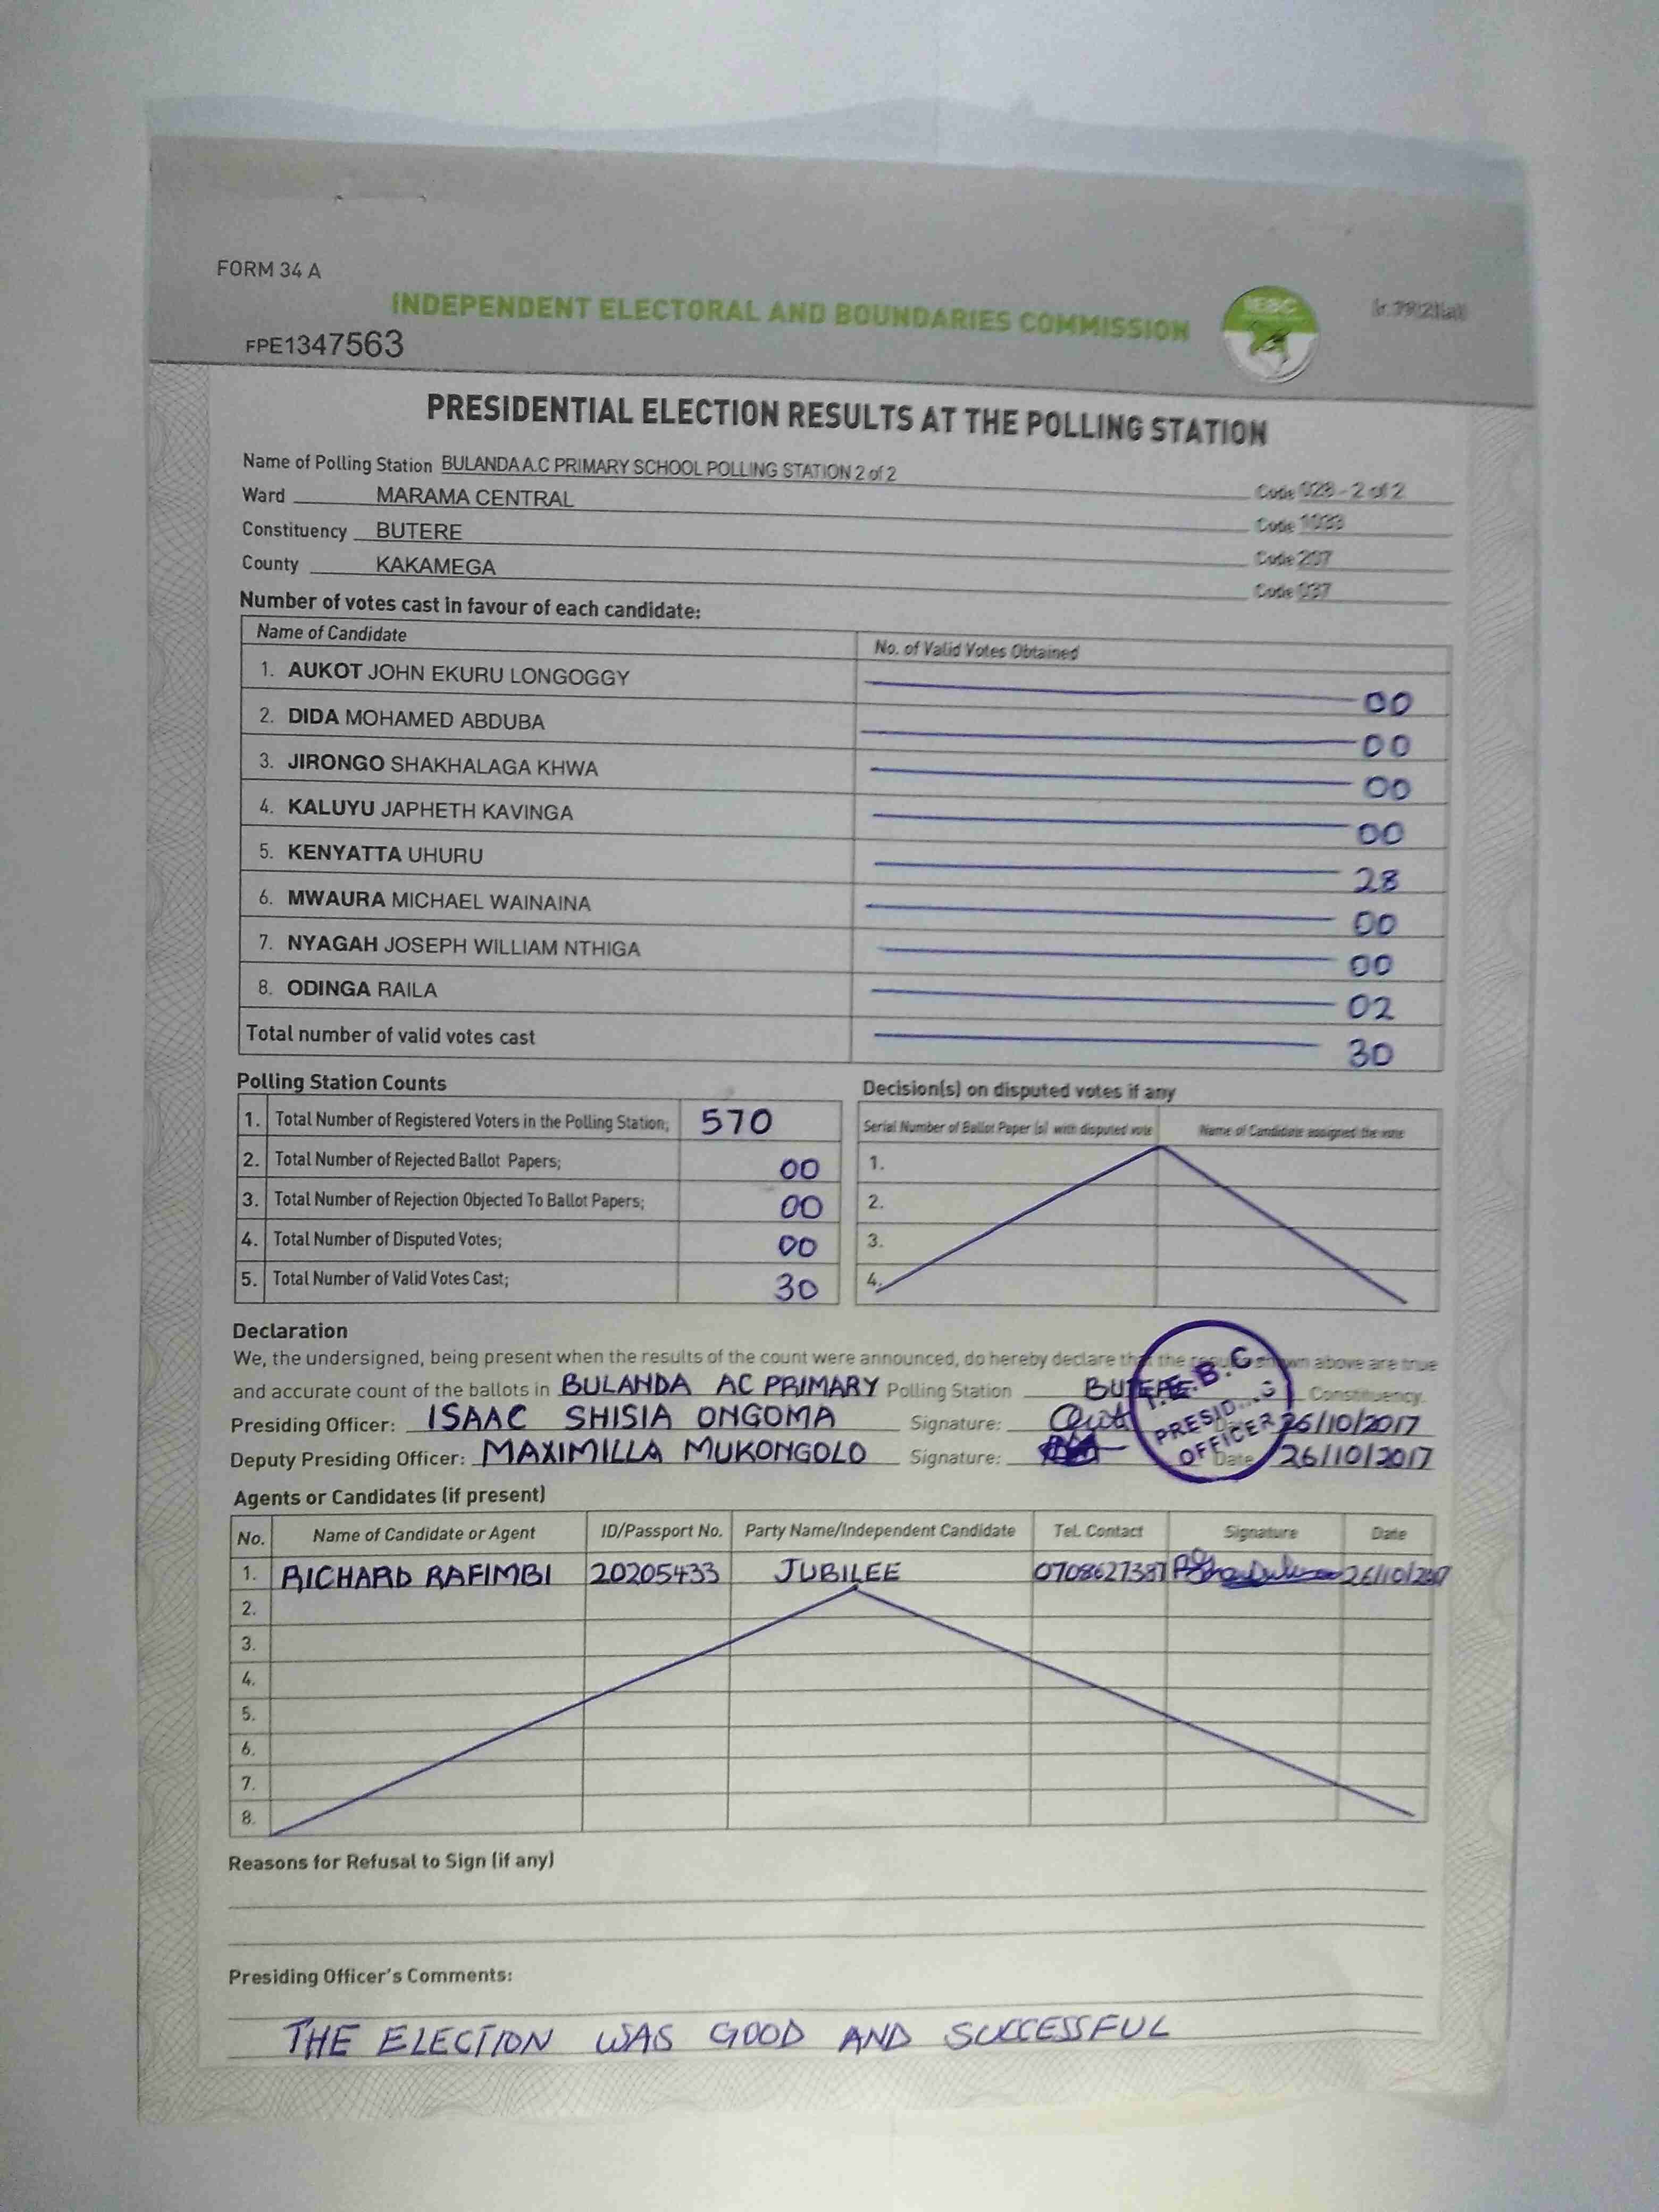 FORM 34 A
INDEPENDENT ELECTORAL AND BOUNDARIES COMMISSION
IEBC
FPE1347563
PRESIDENTIAL ELECTION RESULTS AT THE POLLING STATION
Name of Polling Station BULANDA A.C PRIMARY SCHOOL POLLING STATION 2 of 2 Code 028 - 2 of 2
Ward MARAMA CENTRAL Code 1033
Constituency BUTERE Code 207
County KAKAMEGA Code 037
Number of votes cast in favour of each candidate:
Name of Candidate No. of Valid Votes Obtained
1. AUKOT JOHN EKURU LONGOGGY 00
2. DIDA MOHAMED ABDUBA 00
3. JIRONGO SHAKHALAGA KHWA 00
4. KALUYU JAPHETH KAVINGA 00
5. KENYATTA UHURU 28
6. MWAURA MICHAEL WAINAINA 00
7. NYAGAH JOSEPH WILLIAM NTHIGA 00
8. ODINGA RAILA 02
Total number of valid votes cast 30
Polling Station Counts
1. Total Number of Registered Voters in the Polling Station; 570
2. Total Number of Rejected Ballot Papers; 00
3. Total Number of Rejection Objected To Ballot Papers; 00
4. Total Number of Disputed Votes; 00
5. Total Number of Valid Votes Cast; 30
Decision(s) on disputed votes if any
Serial Number of Ballot Paper (s) with disputed vote Name of Candidate assigned the vote
1.
2.
3.
4.
Declaration
We, the undersigned, being present when the results of the count were announced, do hereby declare that the results shown above are true
and accurate count of the ballots in BULANDA AC PRIMARY Polling Station BUTERE Constituency.
Presiding Officer: ISAAC SHISIA ONGOMA Signature: 26/10/2017
Deputy Presiding Officer: MAXIMILLA MUKONGOLO Signature: Date 26/10/2017
I.E.B.C
OFFICER
Agents or Candidates (if present)
No. Name of Candidate or Agent ID/Passport No. Party Name/Independent Candidate Tel. Contact Signature Date
1. RICHARD RAFIMBI 20205433 JUBILEE 0708627387 26/10/2017
2.
3.
4.
5.
6.
7.
8.
Reasons for Refusal to Sign (if any)
Presiding Officer's Comments:
THE ELECTION WAS GOOD AND SUCCESSFUL